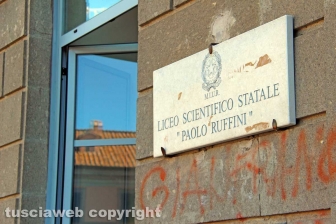 M.I.U.R.
LICEO SCIENTIFICO STATALE
"PAOLO RUFFINI"
tusciaweb copyright